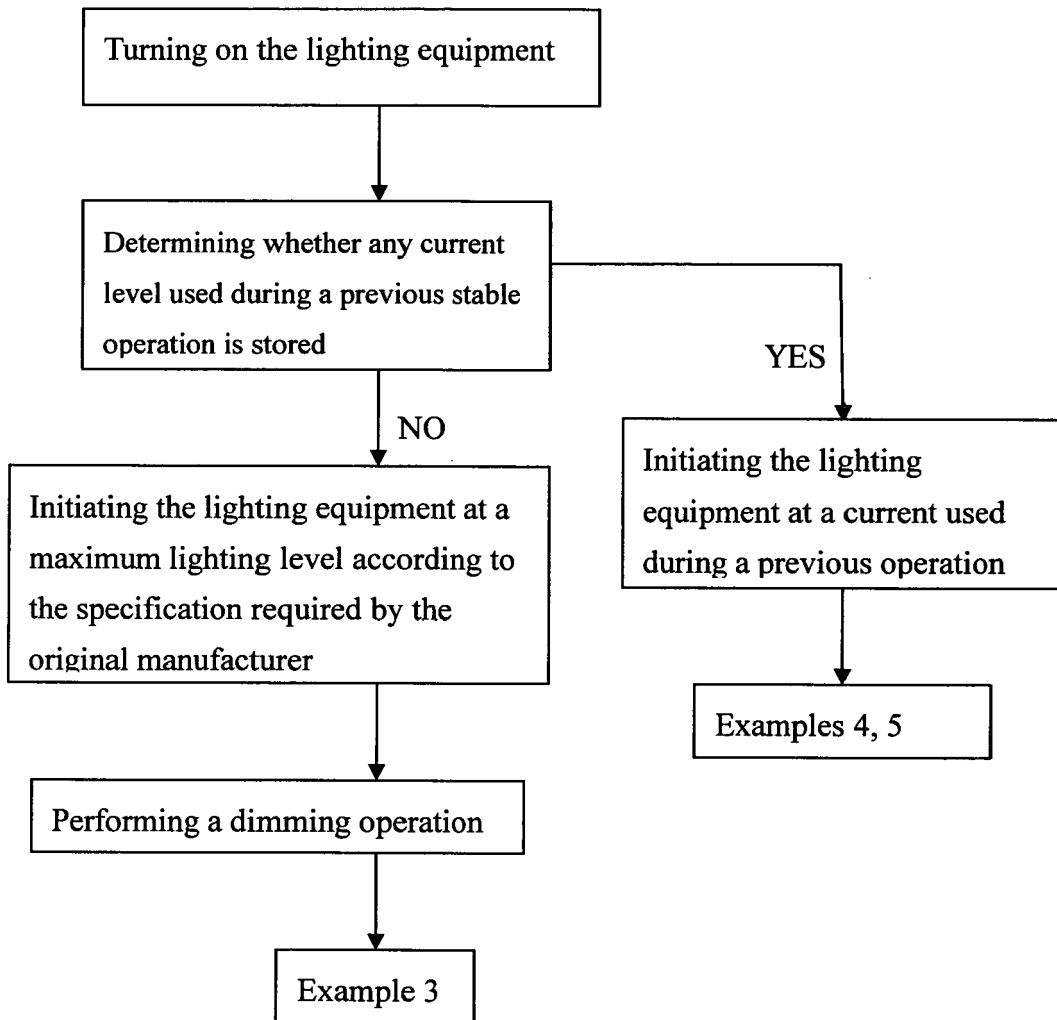 Turning on the lighting equipment
Determining whether any current
level used during a previous stable
operation is stored
YES
NO
Initiating the lighting equipment at a
maximum lighting level according to
the specification required by the
original manufacturer
Initiating the lighting
equipment at a current used
during a previous operation
Examples 4, 5
Performing a dimming operation
Example 3